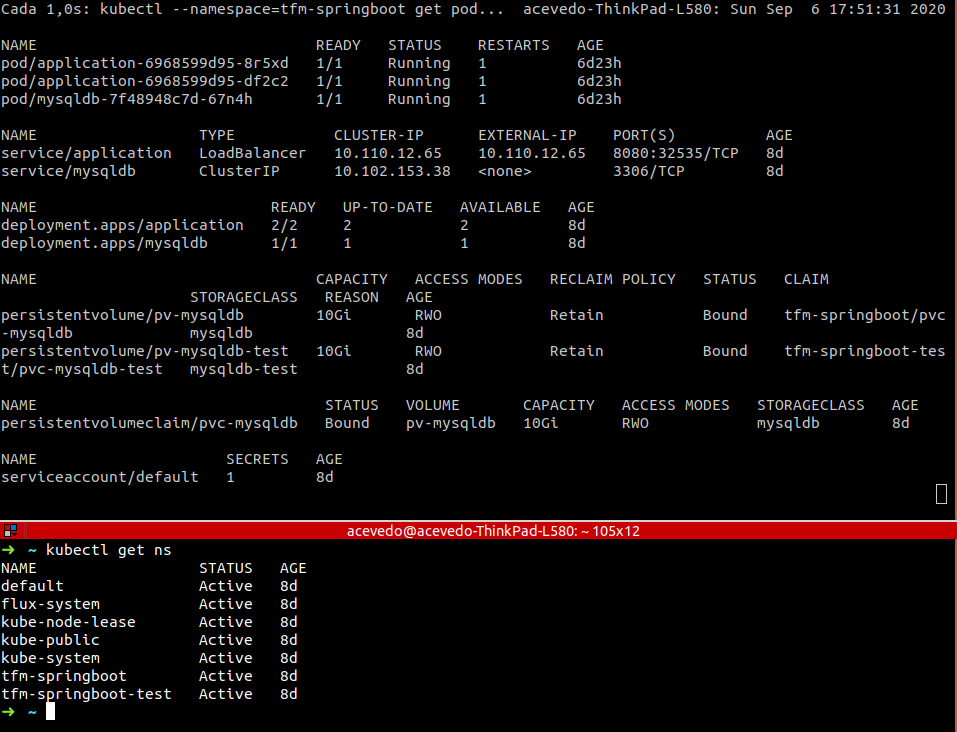 Cada 1,0s: kubectl --namespace=tfm-springboot get pod...  acevedo-ThinkPad-L580: Sun Sep  6 17:51:31 2020
NAME                               READY   STATUS    RESTARTS   AGE
pod/application-6968599d95-8r5xd   1/1     Running   1          6d23h
pod/application-6968599d95-df2c2   1/1     Running   1          6d23h
pod/mysqldb-7f48948c7d-67n4h       1/1     Running   1          6d23h
NAME                  TYPE           CLUSTER-IP      EXTERNAL-IP    PORT(S)          AGE
service/application   LoadBalancer   10.110.12.65    10.110.12.65   8080:32535/TCP   8d
service/mysqldb       ClusterIP      10.102.153.38   <none>         3306/TCP         8d
NAME                          READY   UP-TO-DATE   AVAILABLE   AGE
deployment.apps/application   2/2     2            2           8d
deployment.apps/mysqldb       1/1     1            1           8d
NAME                               CAPACITY   ACCESS MODES   RECLAIM POLICY   STATUS   CLAIM
                     STORAGECLASS   REASON   AGE
persistentvolume/pv-mysqldb        10Gi       RWO            Retain           Bound    tfm-springboot/pvc
-mysqldb             mysqldb                 8d
persistentvolume/pv-mysqldb-test   10Gi       RWO            Retain           Bound    tfm-springboot-tes
t/pvc-mysqldb-test   mysqldb-test            8d
NAME                                STATUS   VOLUME       CAPACITY   ACCESS MODES   STORAGECLASS   AGE
persistentvolumeclaim/pvc-mysqldb   Bound    pv-mysqldb   10Gi       RWO            mysqldb        8d
NAME                     SECRETS   AGE
serviceaccount/default   1         8d
acevedo@acevedo-ThinkPad-L580: ~ 105x12
➜  ~ kubectl get ns
NAME                  STATUS   AGE
default               Active   8d
flux-system           Active   8d
kube-node-lease       Active   8d
kube-public           Active   8d
kube-system           Active   8d
tfm-springboot        Active   8d
tfm-springboot-test   Active   8d
➜  ~